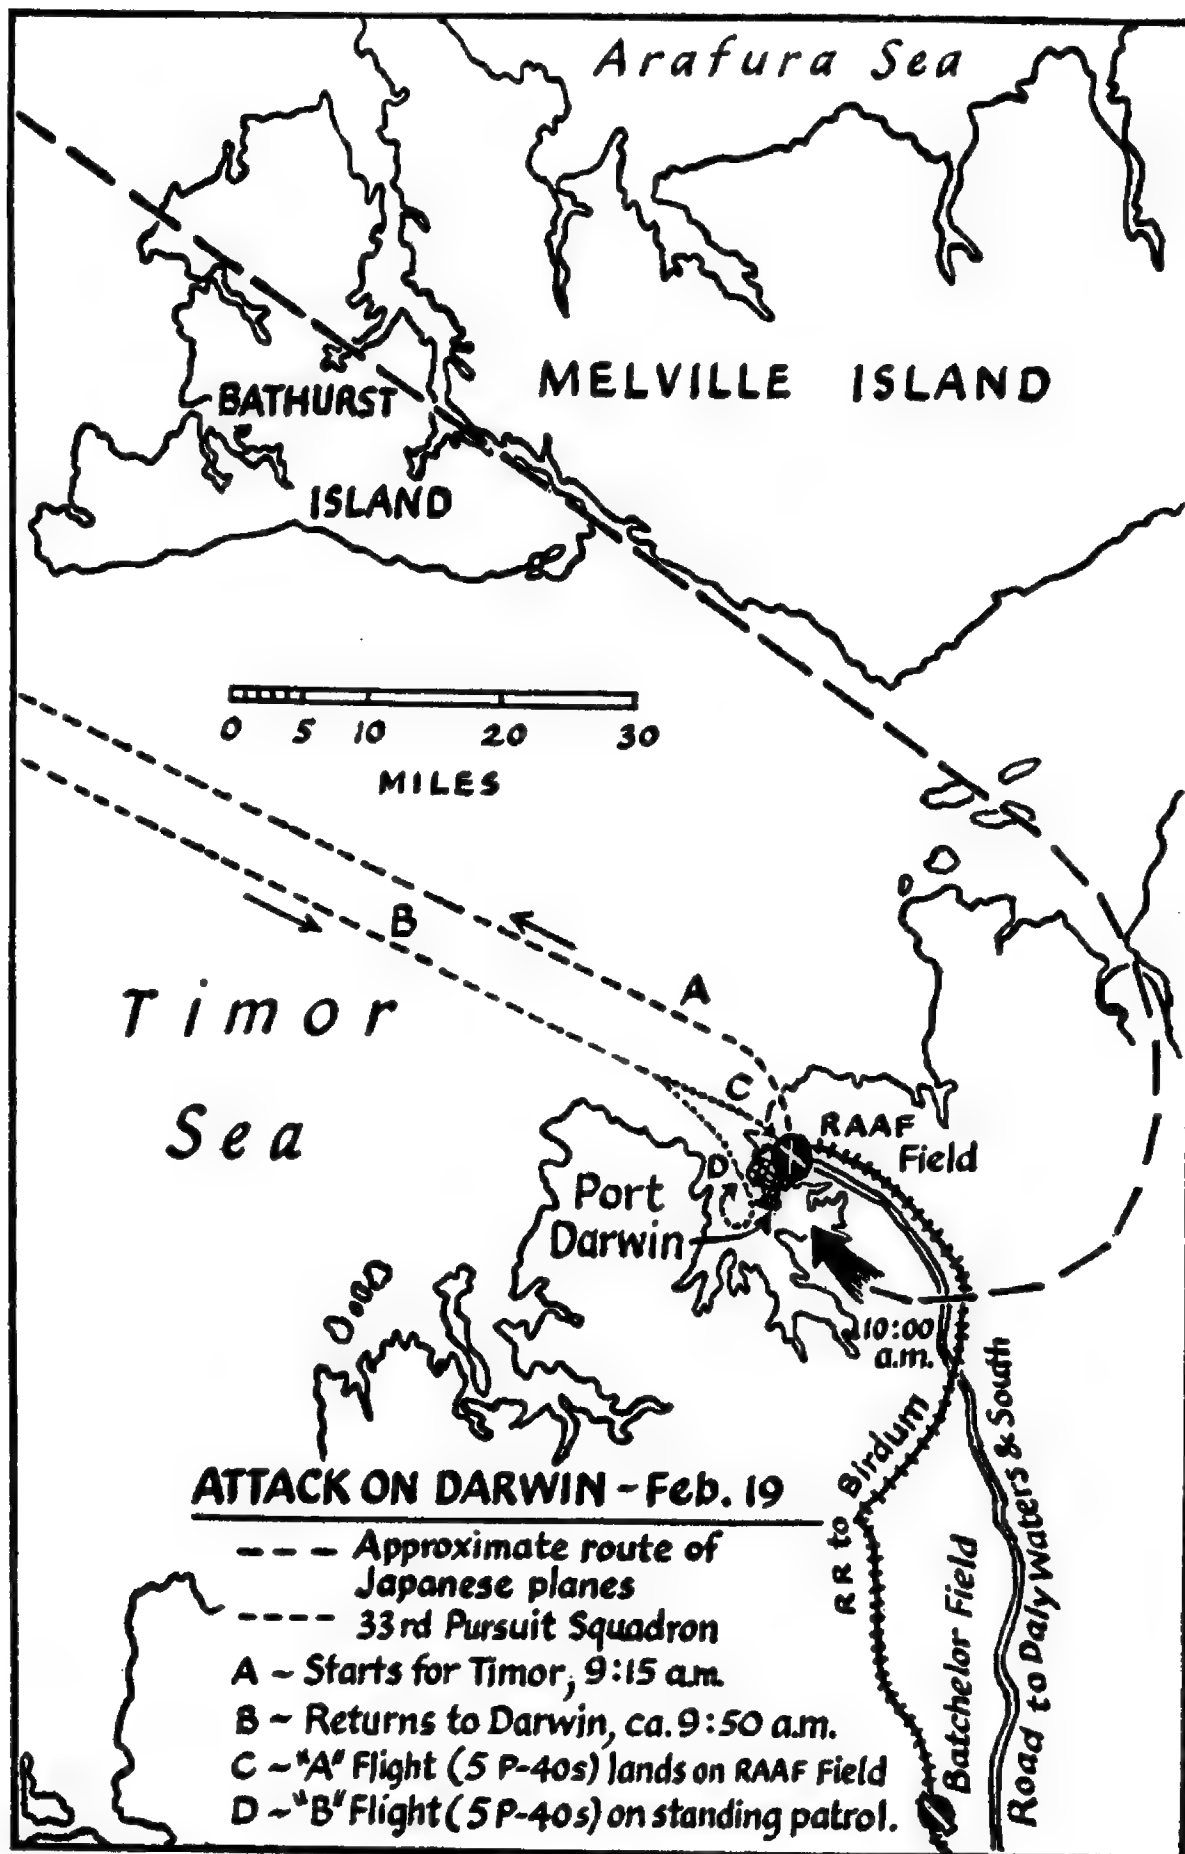 Arafura Sea
MELVILLE ISLAND
BATHURST
ISLAND
0 5 10 20 30
MILES
B
A
Timor
Sea
C
RAAF
Field
D
Port
Darwin
10:00
a.m.
RR to Birdum
Batchelor Field
Road to Daly Waters & South
ATTACK ON DARWIN - Feb. 19
Approximate route of
Japanese planes
33rd Pursuit Squadron
A ~ Starts for Timor, 9:15 a.m.
B ~ Returns to Darwin, ca. 9:50 a.m.
C ~ "A" Flight (5 P-40s) lands on RAAF Field
D ~ "B" Flight (5 P-40s) on standing patrol.